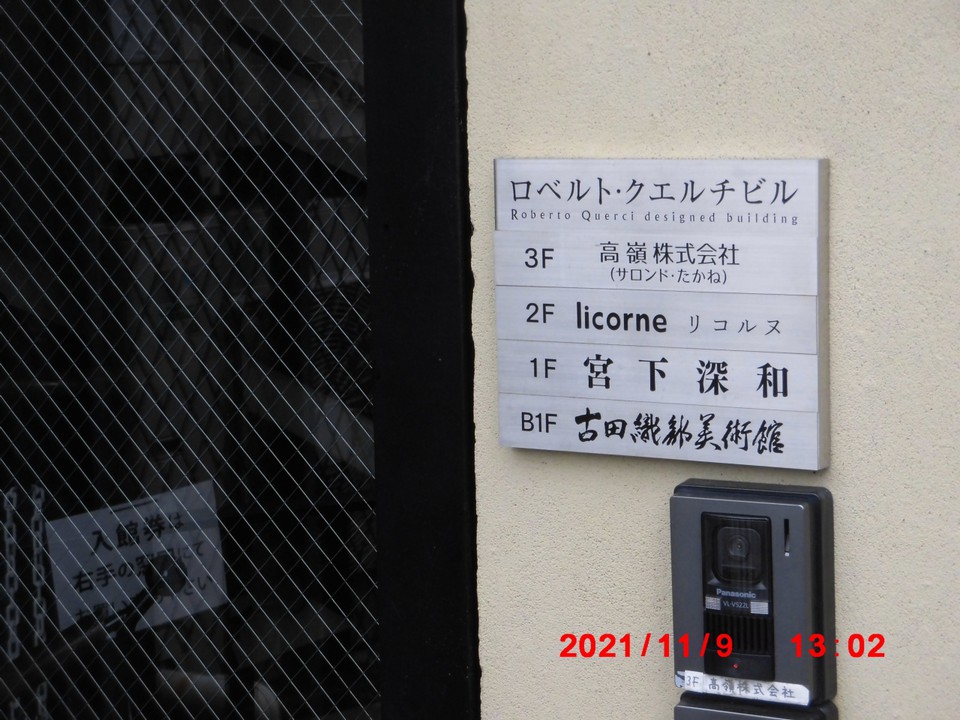 ロベルト・クエルチビル
Roberto Querci designed building
3F 高嶺株式会社
(サロンド・たかね)
2F licorne リコルヌ
1F 宮下深和
B1F 古田織部美術館
入館券は
右手の にて
Panasonic
VL-V522L
3F 高嶺株式会社
2021/11/9 13:02